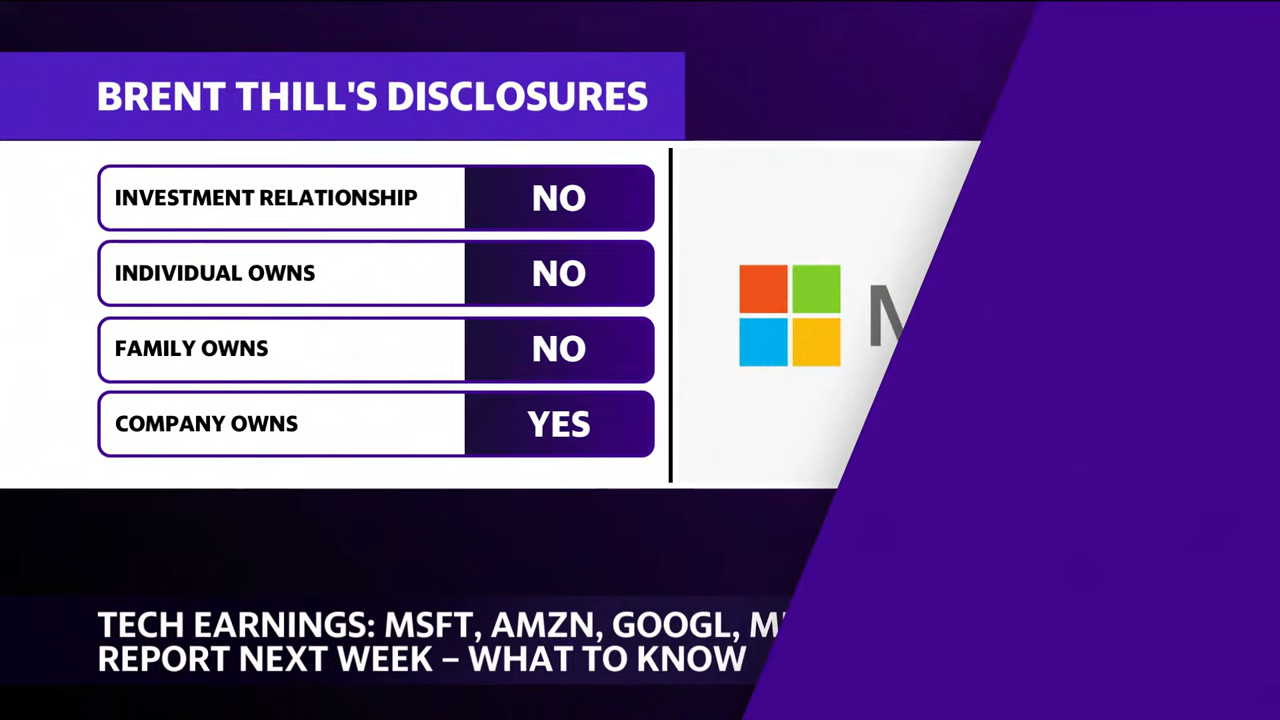 BRENT THILL'S DISCLOSURES
INVESTMENT RELATIONSHIP NO
INDIVIDUAL OWNS NO
FAMILY OWNS NO
COMPANY OWNS YES
TECH EARNINGS: MSFT, AMZN, GOOGL,
REPORT NEXT WEEK – WHAT TO KNOW